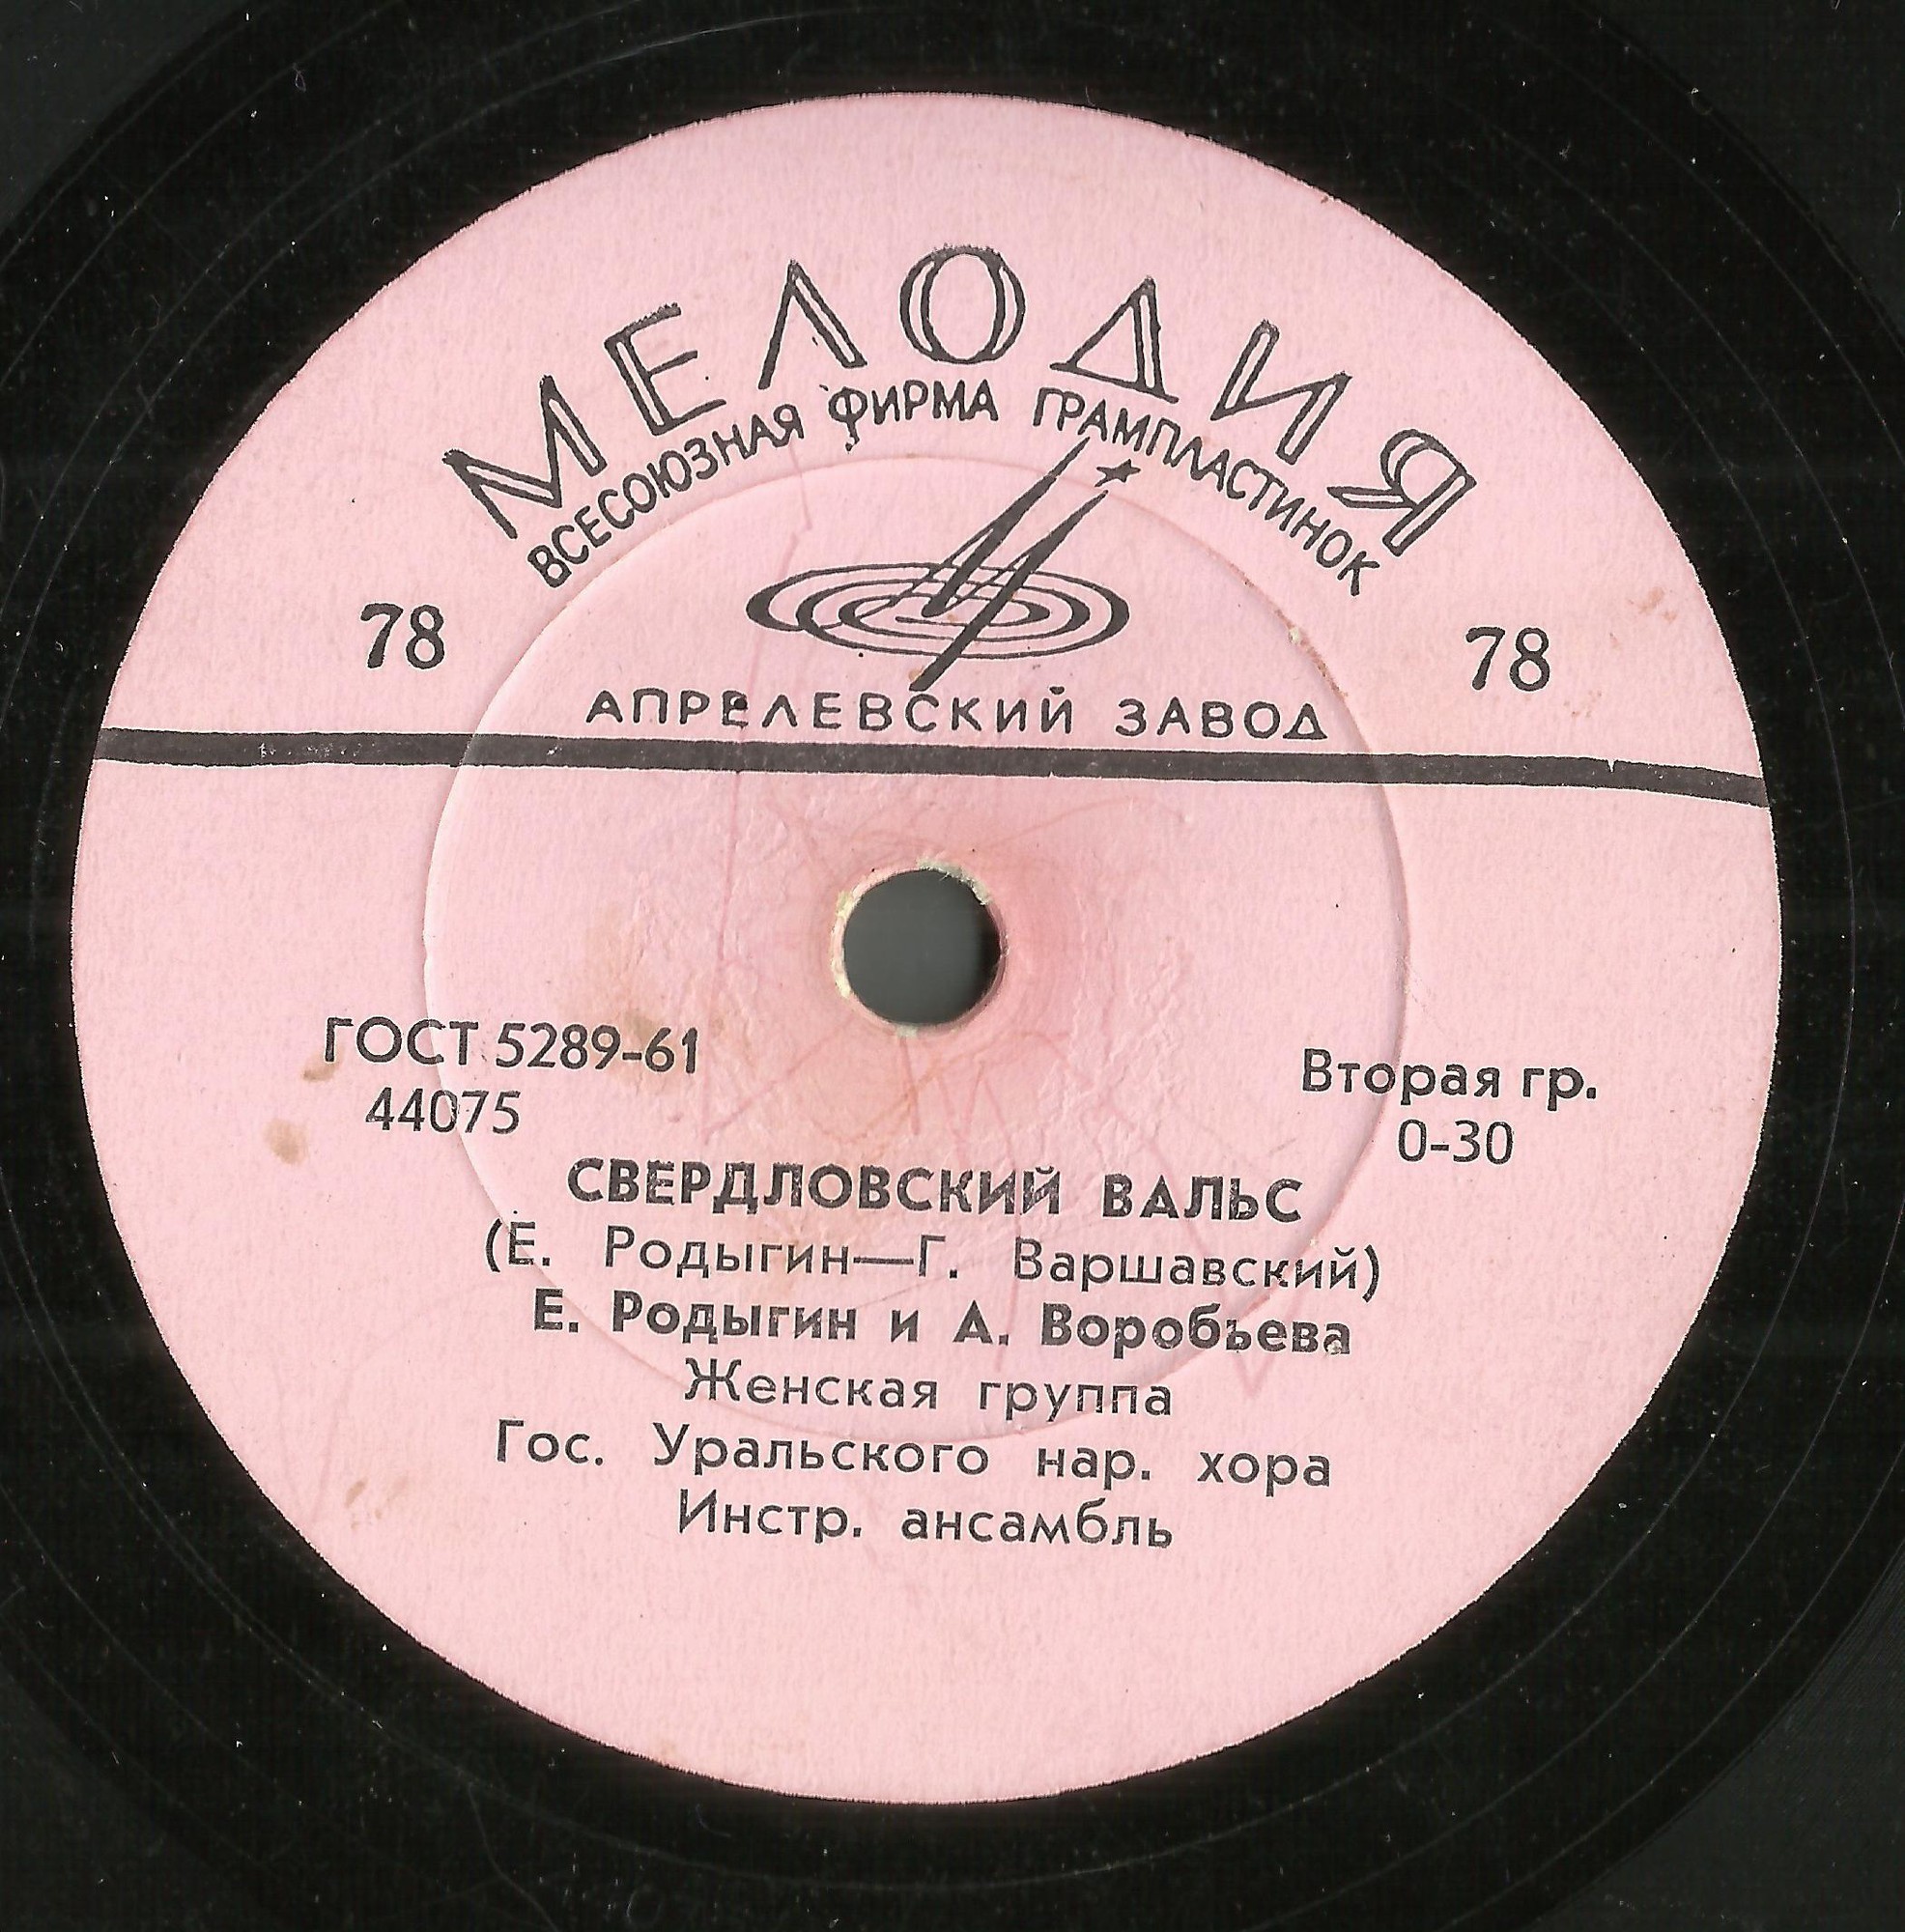 МЕЛОДИЯ
ВСЕСОЮЗНАЯ ФИРМА ГРАМПЛАСТИНОК
78 78
АПРЕЛЕВСКИЙ ЗАВОД
ГОСТ 5289-61
44075
Вторая гр.
0-30
СВЕРДЛОВСКИЙ ВАЛЬС
(Е. Родыгин—Г. Варшавский)
Е. Родыгин и А. Воробьева
Женская группа
Гос. Уральского нар. хора
Инстр. ансамбль